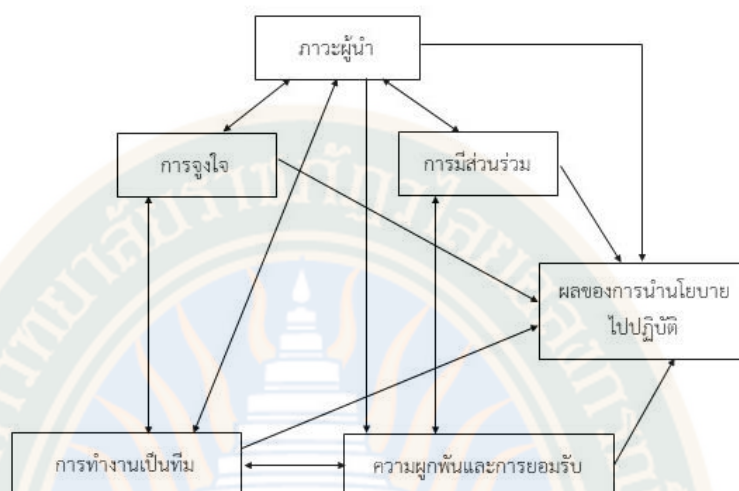 ภาวะผู้นำ
การจูงใจ
การมีส่วนร่วม
ผลของการนำนโยบาย
ไปปฏิบัติ
การทำงานเป็นทีม
ความผูกพันและการยอมรับ